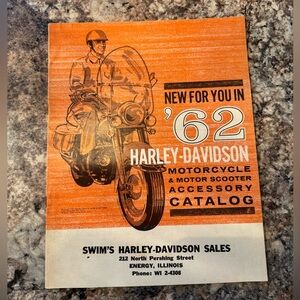 NEW FOR YOU IN
'62
HARLEY-DAVIDSON
MOTORCYCLE
& MOTOR SCOOTER
ACCESSORY
CATALOG
SWIM'S HARLEY-DAVIDSON SALES
212 North Pershing Street
ENERGY, ILLINOIS
Phone: WI 2-4308